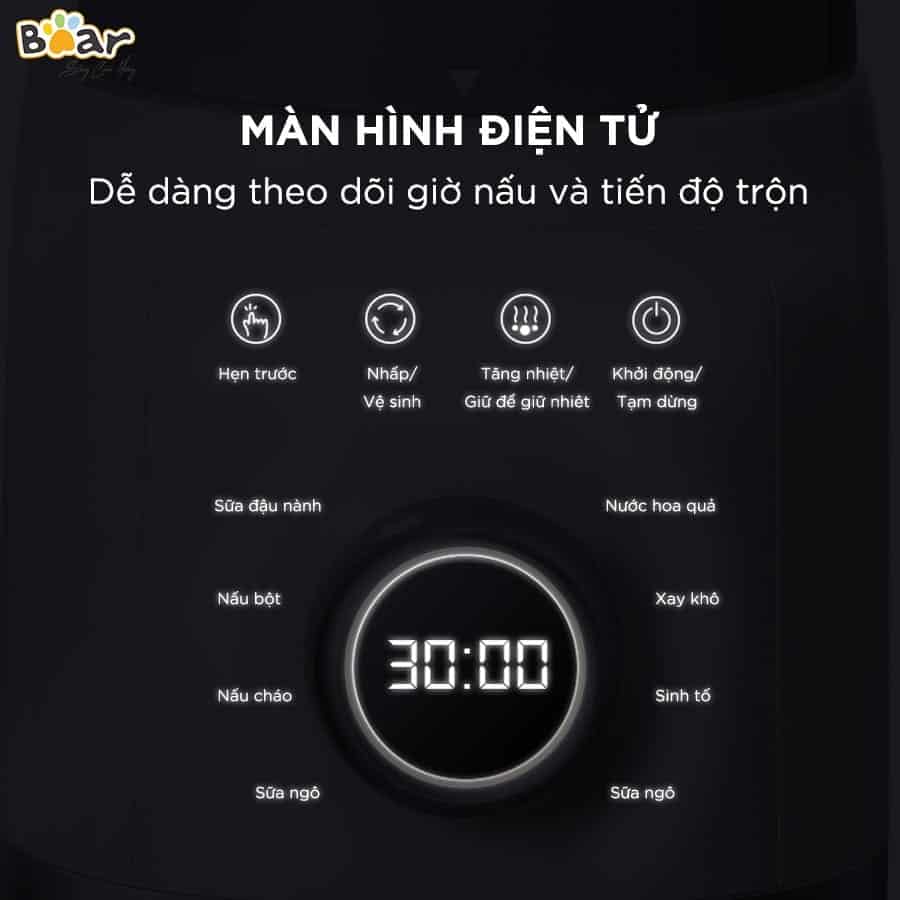 Bear
MÀN HÌNH ĐIỆN TỬ
Dễ dàng theo dõi giờ nấu và tiến độ trộn
Hẹn trước
Nhấp/
Vệ sinh
Tăng nhiệt/
Giữ để giữ nhiệt
Khởi động/
Tạm dừng
Sữa đậu nành
Nước hoa quả
Nấu bột
Xay khô
30:00
Nấu cháo
Sinh tố
Sữa ngô
Sữa ngô